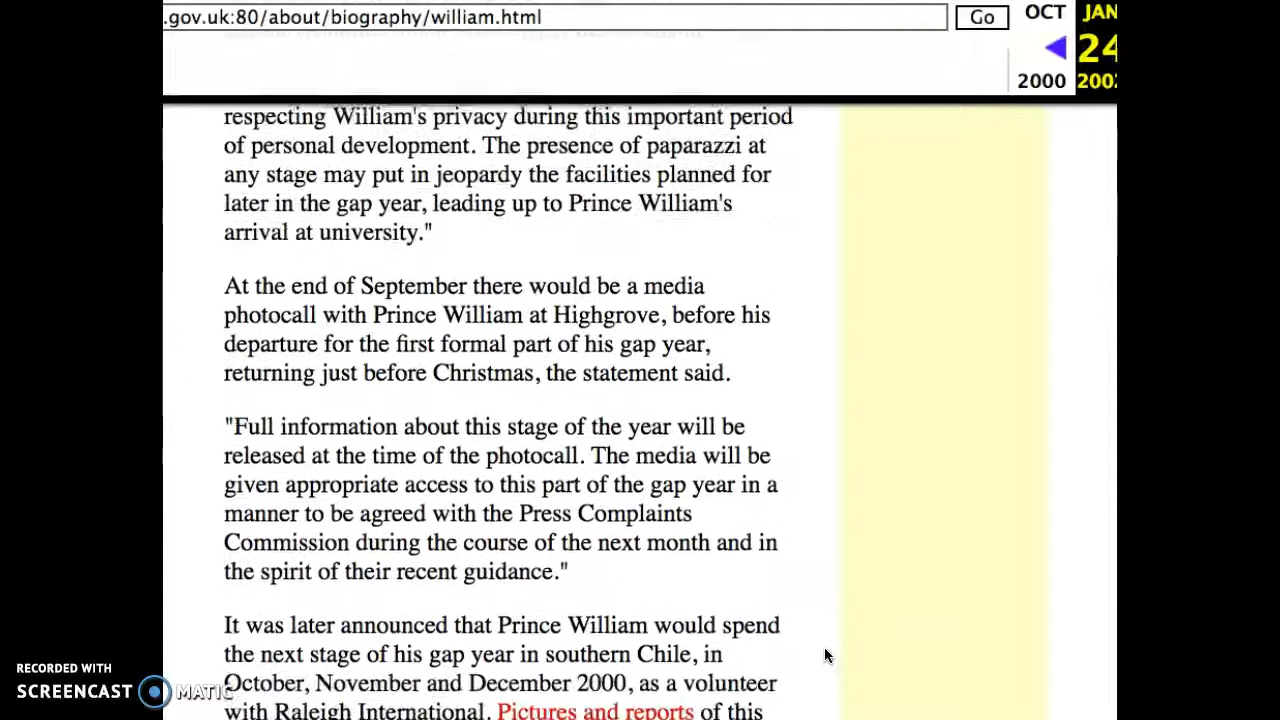 .gov.uk:80/about/biography/william.html
Go
OCT
JAN
24
2000
200
respecting William's privacy during this important period
of personal development. The presence of paparazzi at
any stage may put in jeopardy the facilities planned for
later in the gap year, leading up to Prince William's
arrival at university."
At the end of September there would be a media
photocall with Prince William at Highgrove, before his
departure for the first formal part of his gap year,
returning just before Christmas, the statement said.
"Full information about this stage of the year will be
released at the time of the photocall. The media will be
given appropriate access to this part of the gap year in a
manner to be agreed with the Press Complaints
Commission during the course of the next month and in
the spirit of their recent guidance."
It was later announced that Prince William would spend
the next stage of his gap year in southern Chile, in
October, November and December 2000, as a volunteer
with Raleigh International. Pictures and reports of this
RECORDED WITH
SCREENCAST MATIC